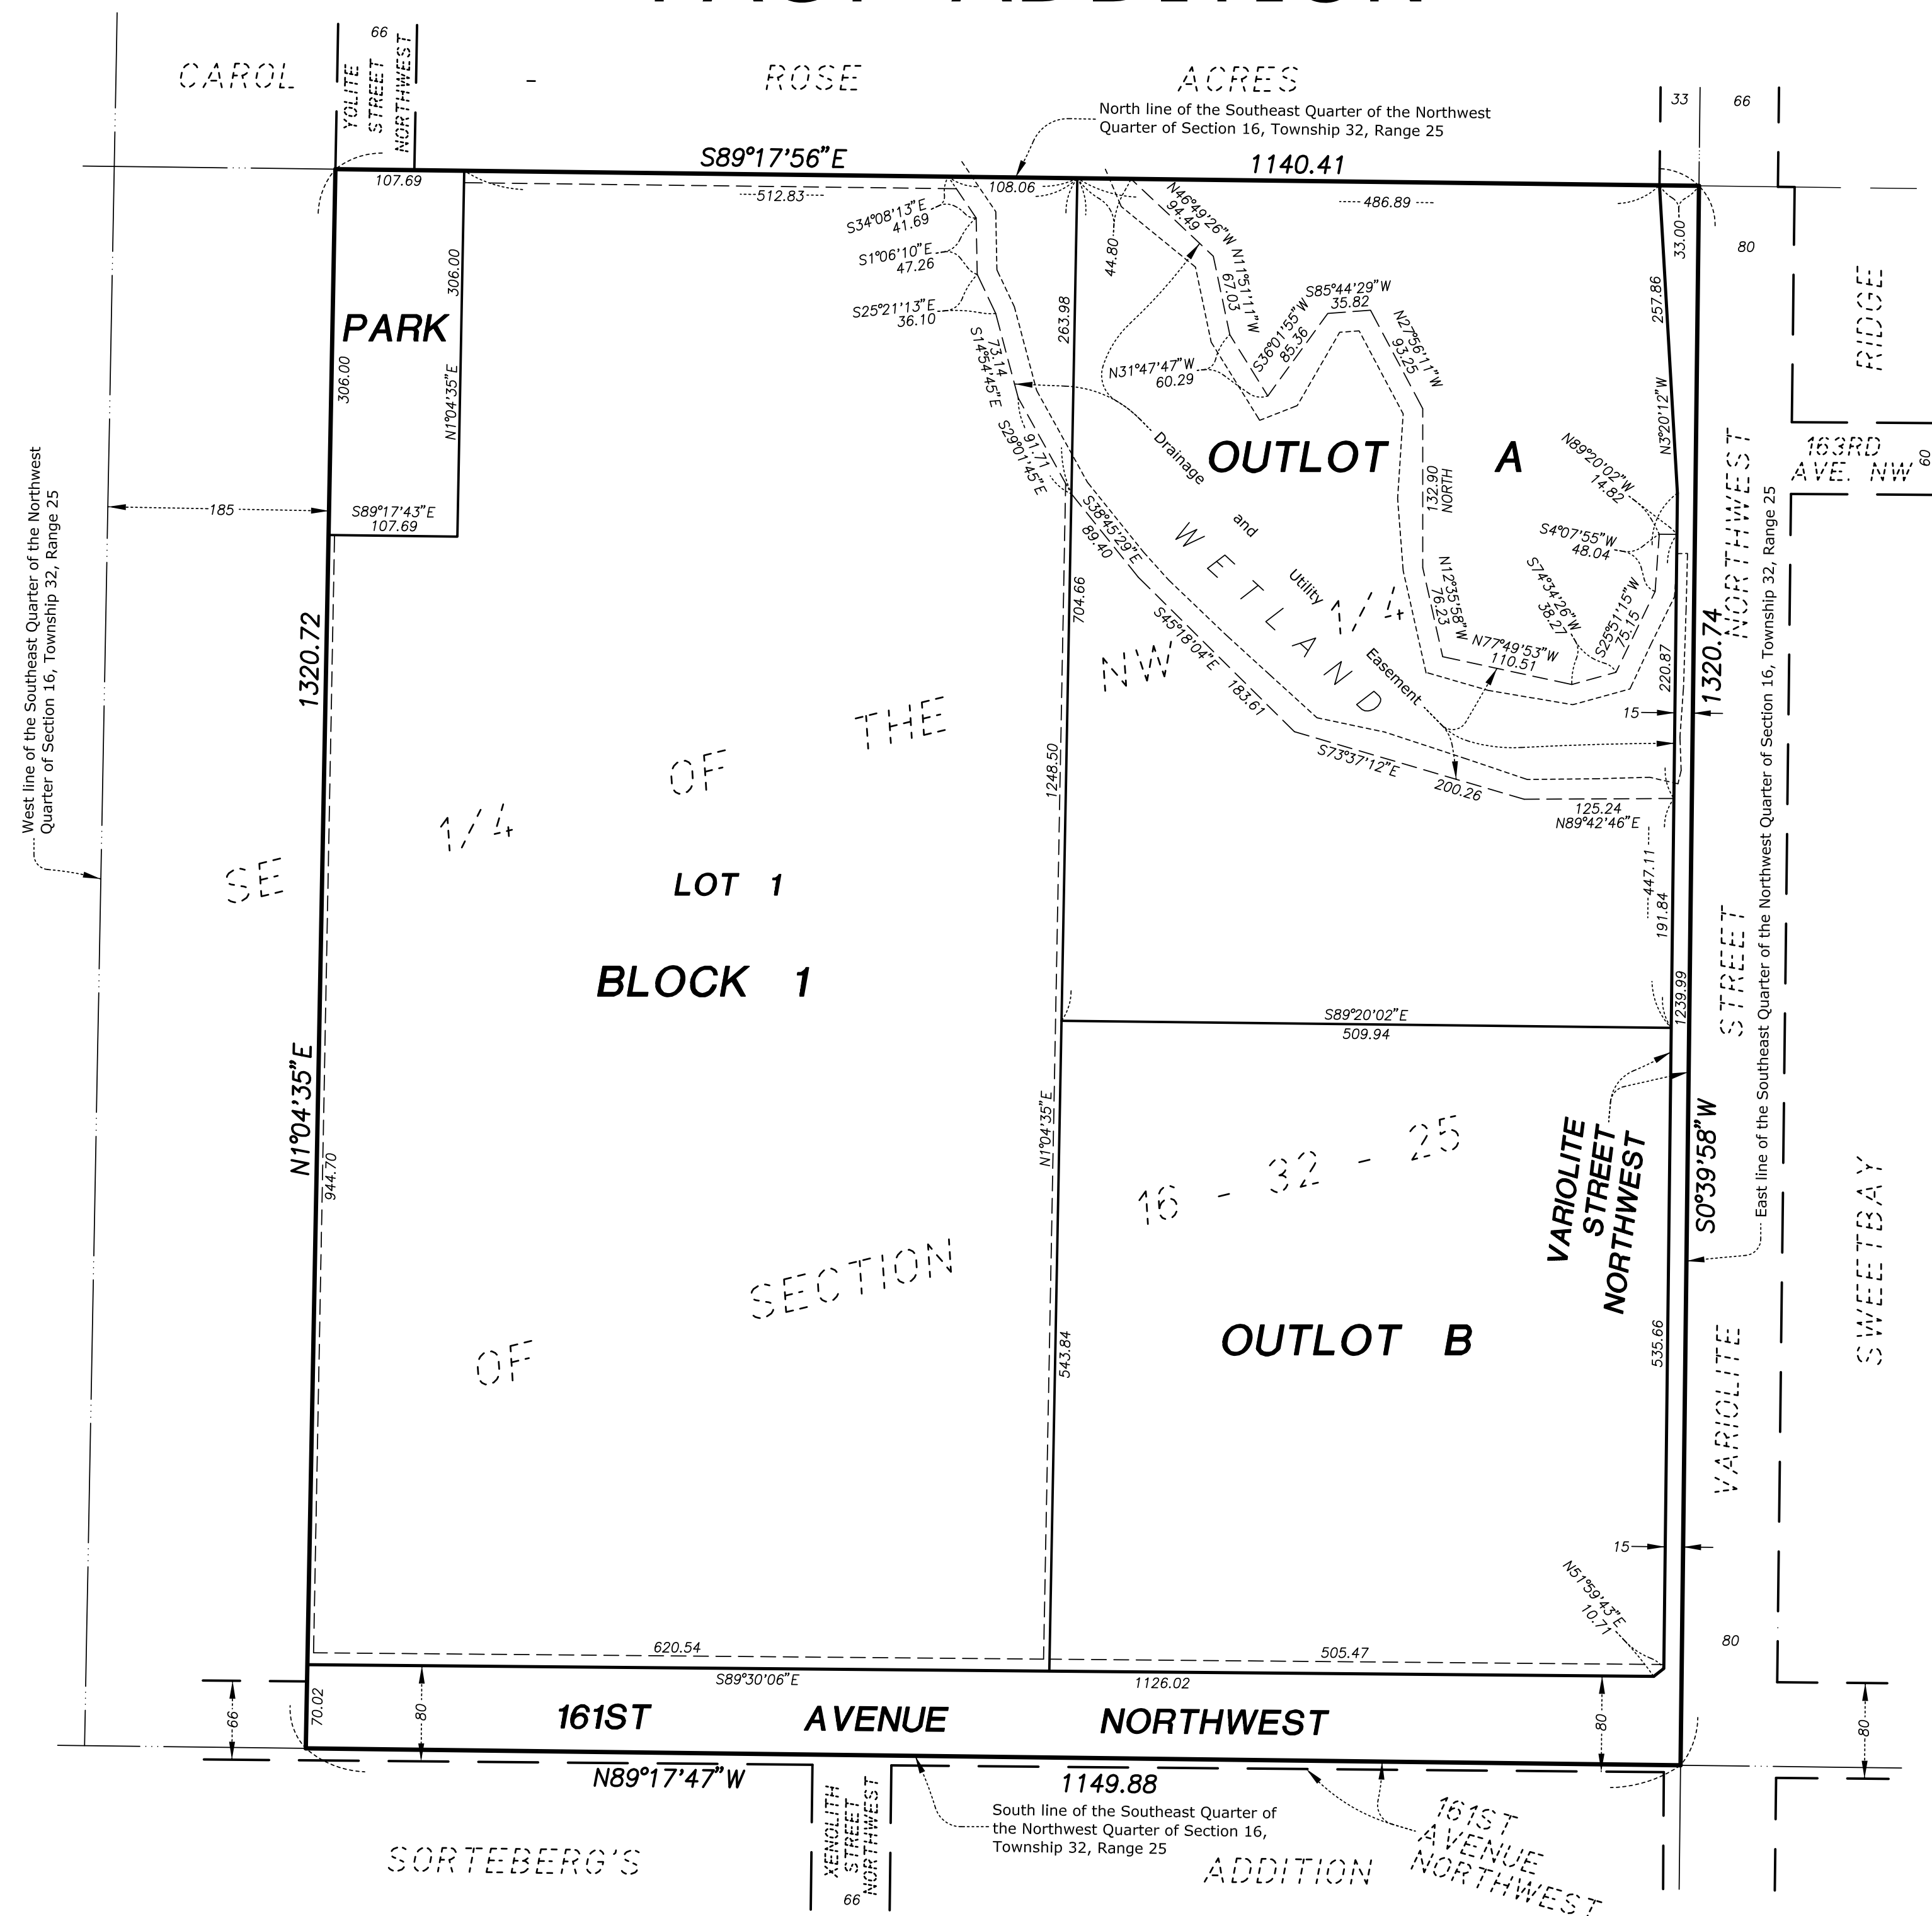 66
YOLITE
STREET
NORTHWEST
CAROL - ROSE ACRES
33
66
North line of the Southeast Quarter of the Northwest
Quarter of Section 16, Township 32, Range 25
S89°17'56"E
1140.41
107.69
512.83
108.06
486.89
33.00
80
RIDGE
S34°08'13"E
41.69
S1°06'10"E
47.26
S25°21'13"E
36.10
S14°54'45"E
73.14
S29°01'45"E
91.71
263.98
44.80
N46°49'26"W
94.49
N11°51'11"W
67.03
N31°47'47"W
60.29
S36°01'55"W
85.36
S85°44'29"W
35.82
N27°56'11"W
93.25
257.86
N3°20'12"W
306.00
PARK
306.00
N1°04'35"E
S89°17'43"E
107.69
185
West line of the Southeast Quarter of the Northwest
Quarter of Section 16, Township 32, Range 25
OUTLOT A
163RD
AVE. NW
60
132.90
NORTH
N89°20'02"W
14.82
S4°07'55"W
48.04
S74°34'26"W
38.27
S25°51'15"W
75.15
N12°35'58"W
76.23
N77°49'53"W
110.51
220.87
15
Drainage
and
Utility
Easement
WETLAND
S38°45'29"E
89.40
704.66
S45°18'04"E
183.61
S73°37'12"E
200.26
125.24
N89°42'46"E
447.11
191.84
1239.99
1320.72
N1°04'35"E
1320.74
S0°39'58"W
NORTHWEST
STREET
VARIOLITE
East line of the Southeast Quarter of the Northwest Quarter of Section 16, Township 32, Range 25
SWEETBAY
SE 1/4 OF THE NW 1/4
1248.50
LOT 1
BLOCK 1
S89°20'02"E
509.94
N1°04'35"E
944.70
543.84
OF SECTION 16 - 32 - 25
VARIOLITE
STREET
NORTHWEST
OUTLOT B
535.66
15
N51°59'43"E
10.71
80
620.54
505.47
S89°30'06"E
1126.02
66
70.02
80
161ST AVENUE NORTHWEST
80
80
N89°17'47"W
1149.88
XENOLITH
STREET
NORTHWEST
66
South line of the Southeast Quarter of
the Northwest Quarter of Section 16,
Township 32, Range 25
161ST
AVENUE
NORTHWEST
SORTEBERG'S ADDITION